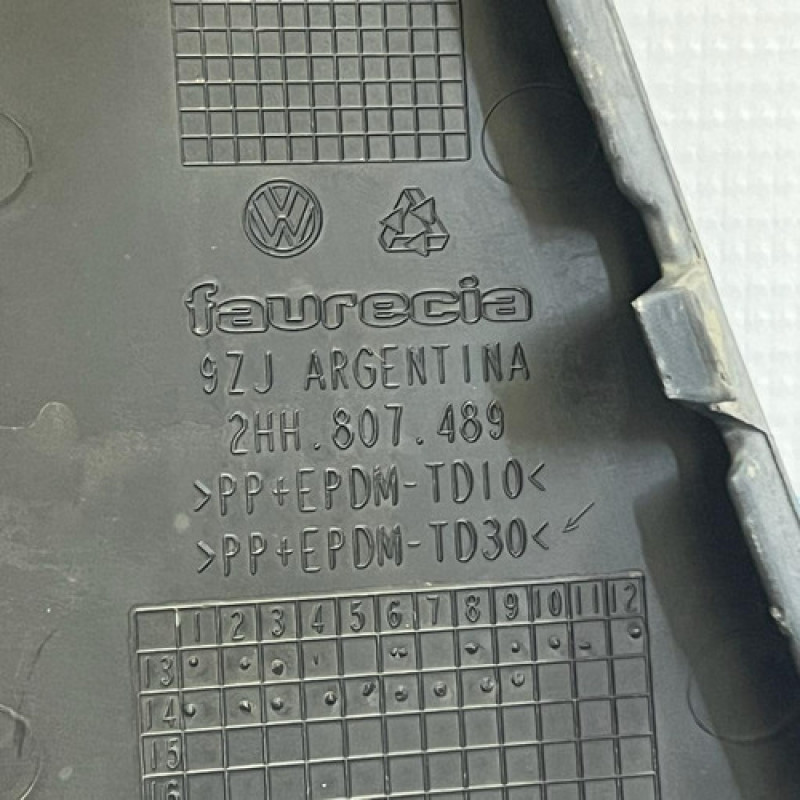 faurecia
9ZJ ARGENTINA
2HH.807.489
>PP+EPDM-TD10<
>PP+EPDM-TD30<
1 2 3 4 5 6 7 8 9 10 11 12
13
14
15
16